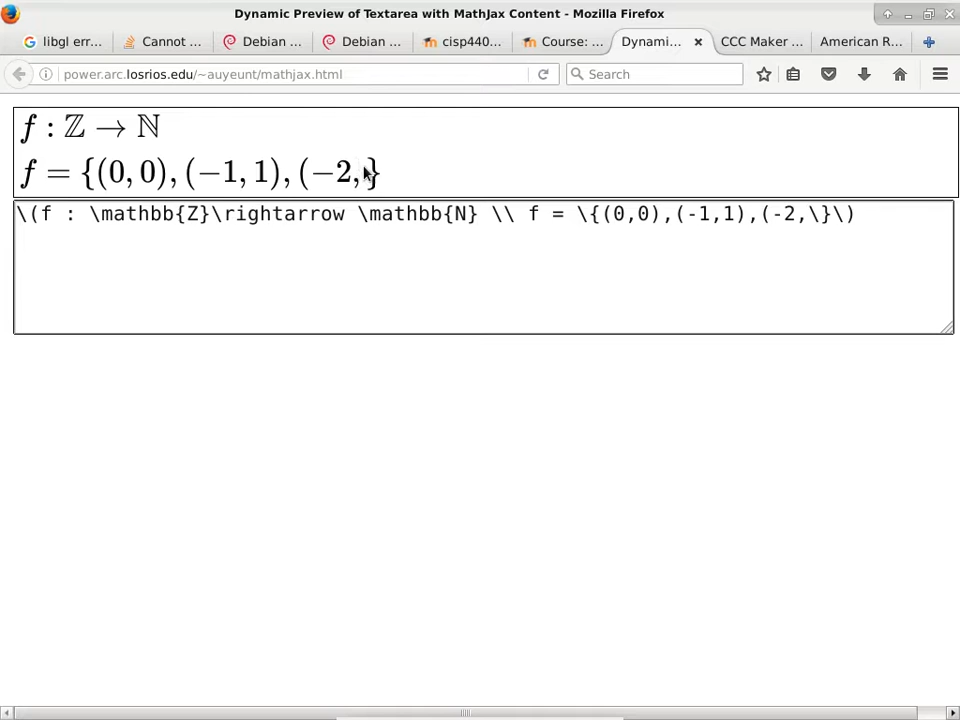 Dynamic Preview of Textarea with MathJax Content - Mozilla Firefox
libgl err... Cannot ... Debian ... Debian ... cisp440... Course: ... Dynami... CCC Maker ... American R...
power.arc.losrios.edu/~auyeunt/mathjax.html Search
f : ℤ → ℕ
f = {(0, 0), (−1, 1), (−2, }
\(f : \mathbb{Z}\rightarrow \mathbb{N} \\ f = \{(0,0),(-1,1),(-2,\}\)